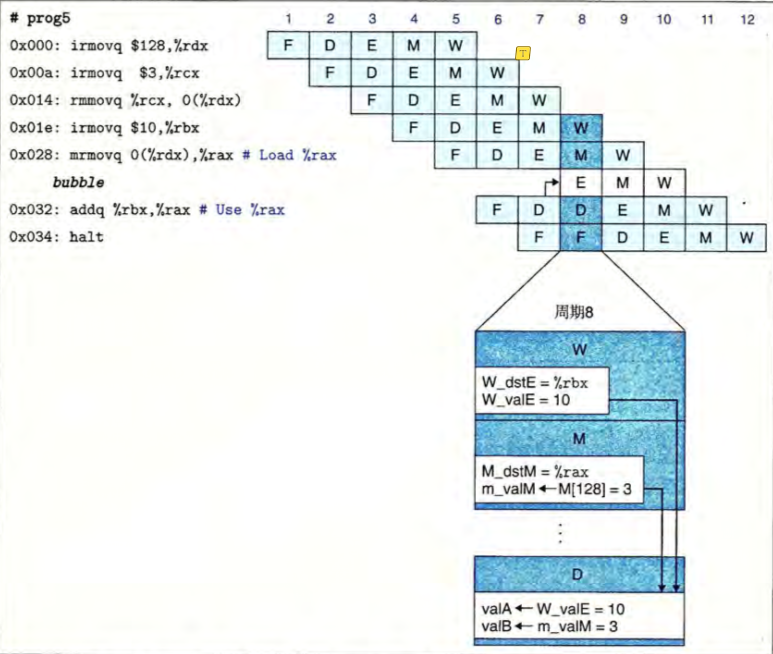 # prog5 1 2 3 4 5 6 7 8 9 10 11 12
0x000: irmovq $128,%rdx F D E M W
T
0x00a: irmovq $3,%rcx F D E M W
0x014: rmmovq %rcx, 0(%rdx) F D E M W
0x01e: irmovq $10,%rbx F D E M W
0x028: mrmovq 0(%rdx),%rax # Load %rax F D E M W
bubble E M W
0x032: addq %rbx,%rax # Use %rax F D D E M W
0x034: halt F F D E M W
周期8
W
W_dstE = %rbx
W_valE = 10
M
M_dstM = %rax
m_valM ← M[128] = 3
⋮
D
valA ← W_valE = 10
valB ← m_valM = 3